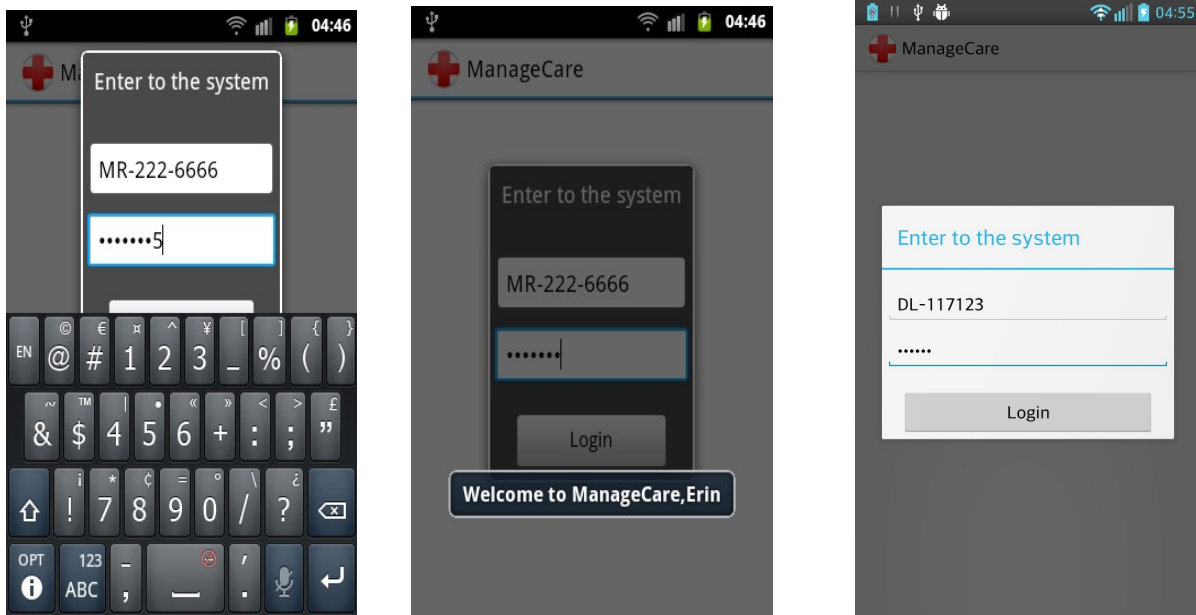 04:46
Ma
Enter to the system
MR-222-6666
•••••••5
© € ¤ ^ ¥ [ ] { }
EN @ # 1 2 3 _ % ( )
~ ™ | • « » < > £
& $ 4 5 6 + : ; ”
¡ * ¢ = ° \ ¿
! 7 8 9 0 / ?
OPT 123 – ’
ABC , .
04:46
ManageCare
Enter to the system
MR-222-6666
•••••••
Login
Welcome to ManageCare,Erin
04:55
ManageCare
Enter to the system
DL-117123
••••••
Login